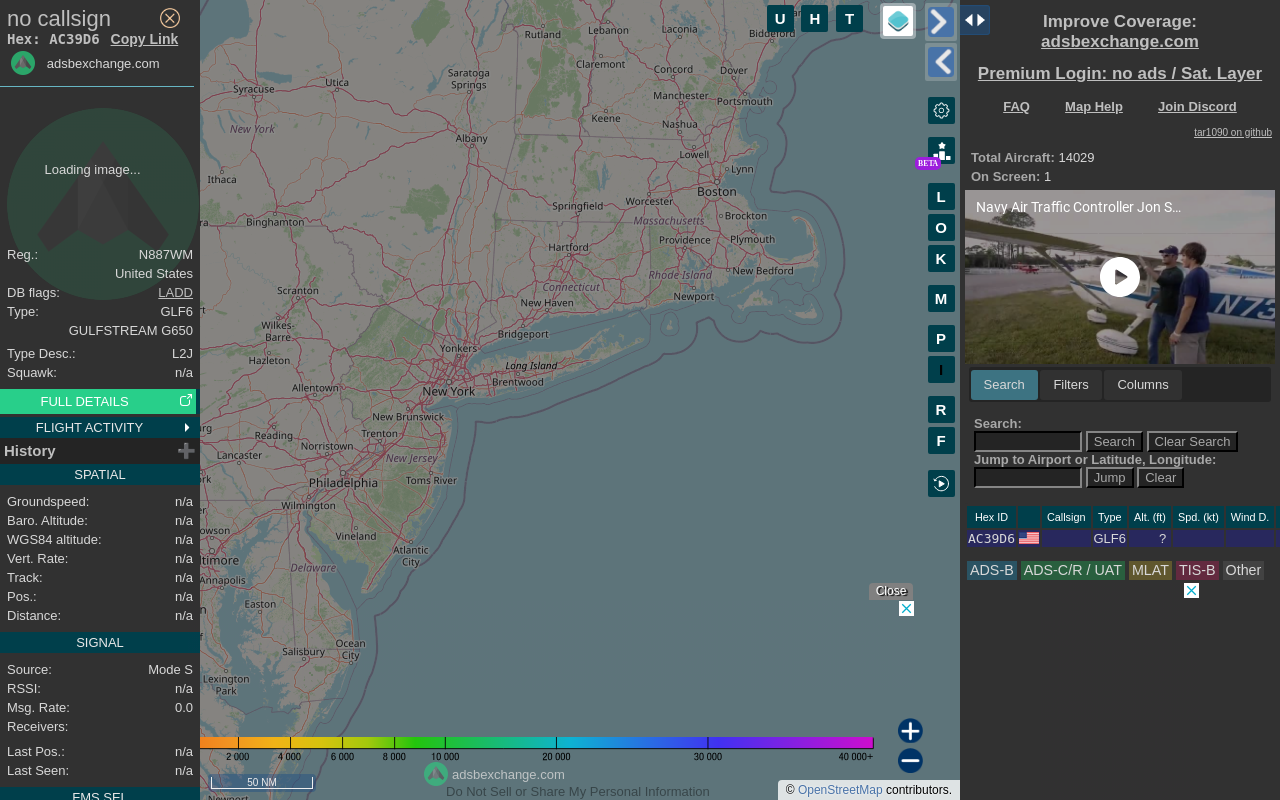 no callsign
Hex: AC39D6 Copy Link
adsbexchange.com
Loading image...
Reg.: N887WM
United States
DB flags: LADD
Type: GLF6
GULFSTREAM G650
Type Desc.: L2J
Squawk: n/a
FULL DETAILS
FLIGHT ACTIVITY
History
SPATIAL
Groundspeed: n/a
Baro. Altitude: n/a
WGS84 altitude: n/a
Vert. Rate: n/a
Track: n/a
Pos.: n/a
Distance: n/a
SIGNAL
Source: Mode S
RSSI: n/a
Msg. Rate: 0.0
Receivers:
Last Pos.: n/a
Last Seen: n/a
FMS SEL
U H T
Rutland
Lebanon
Laconia
Biddeford
Claremont
Concord
Dover
Utica
Saratoga
Springs
Syracuse
Manchester
Portsmouth
Keene
Nashua
New York
Albany
Lowell
Lynn
Ithaca
Boston
Worcester
Springfield
Massachusetts
Brockton
Binghamton
Hartford
Providence
Plymouth
Rhode Island
New Bedford
Connecticut
Scranton
New Haven
Newport
Wilkes-
Barre
Bridgeport
Yonkers
Hazleton
Long Island
Brentwood
Allentown
New York
New Brunswick
Reading
Trenton
Norristown
Lancaster
New Jersey
Philadelphia
Toms River
Wilmington
Vineland
Atlantic
City
Delaware
Annapolis
Easton
Ocean
City
Salisbury
Lexington
Park
BETA
L
O
K
M
P
I
R
F
Close
2 000 4 000 6 000 8 000 10 000 20 000 30 000 40 000+
50 NM
adsbexchange.com
Do Not Sell or Share My Personal Information
© OpenStreetMap contributors.
Improve Coverage:
adsbexchange.com
Premium Login: no ads / Sat. Layer
FAQ Map Help Join Discord
tar1090 on github
Total Aircraft: 14029
On Screen: 1
Navy Air Traffic Controller Jon S...
N73
Search Filters Columns
Search:
Search Clear Search
Jump to Airport or Latitude, Longitude:
Jump Clear
Hex ID Callsign Type Alt. (ft) Spd. (kt) Wind D.
AC39D6 GLF6 ?
ADS-B ADS-C/R / UAT MLAT TIS-B Other